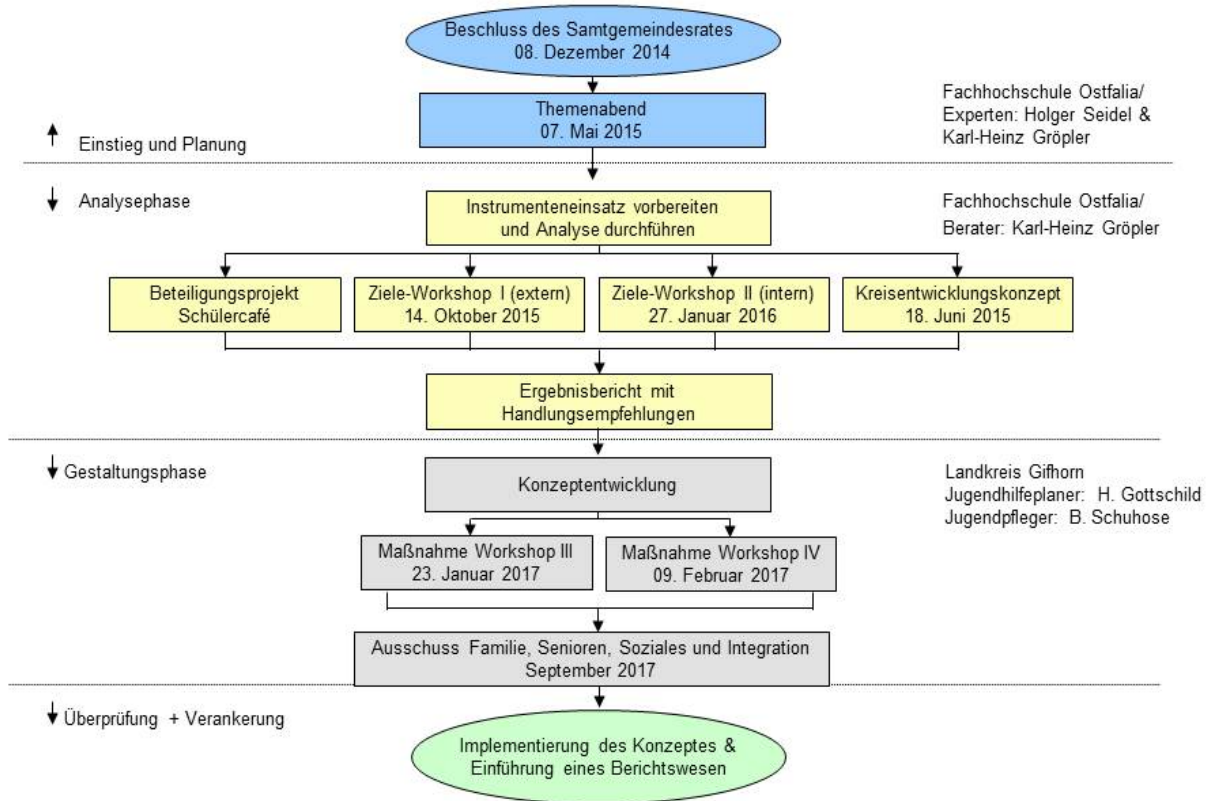 Beschluss des Samtgemeindesrates
08. Dezember 2014
Themenabend
07. Mai 2015
Fachhochschule Ostfalia/
Experten: Holger Seidel &
Karl-Heinz Gröpler
Einstieg und Planung
Analysephase
Instrumenteneinsatz vorbereiten
und Analyse durchführen
Fachhochschule Ostfalia/
Berater: Karl-Heinz Gröpler
Beteiligungsprojekt
Schülercafé
Ziele-Workshop I (extern)
14. Oktober 2015
Ziele-Workshop II (intern)
27. Januar 2016
Kreisentwicklungskonzept
18. Juni 2015
Ergebnisbericht mit
Handlungsempfehlungen
Gestaltungsphase
Konzeptentwicklung
Landkreis Gifhorn
Jugendhilfeplaner: H. Gottschild
Jugendpfleger: B. Schuhose
Maßnahme Workshop III
23. Januar 2017
Maßnahme Workshop IV
09. Februar 2017
Ausschuss Familie, Senioren, Soziales und Integration
September 2017
Überprüfung + Verankerung
Implementierung des Konzeptes &
Einführung eines Berichtswesen